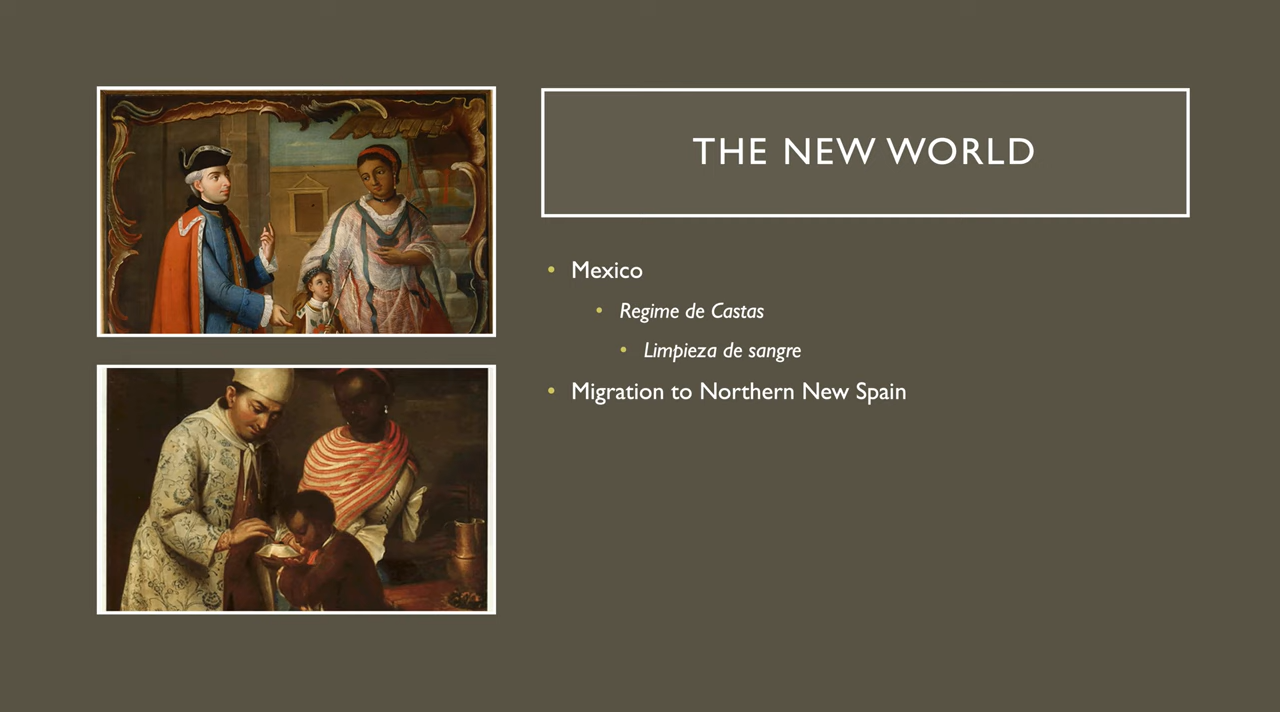 THE NEW WORLD
Mexico
Regime de Castas
Limpieza de sangre
Migration to Northern New Spain